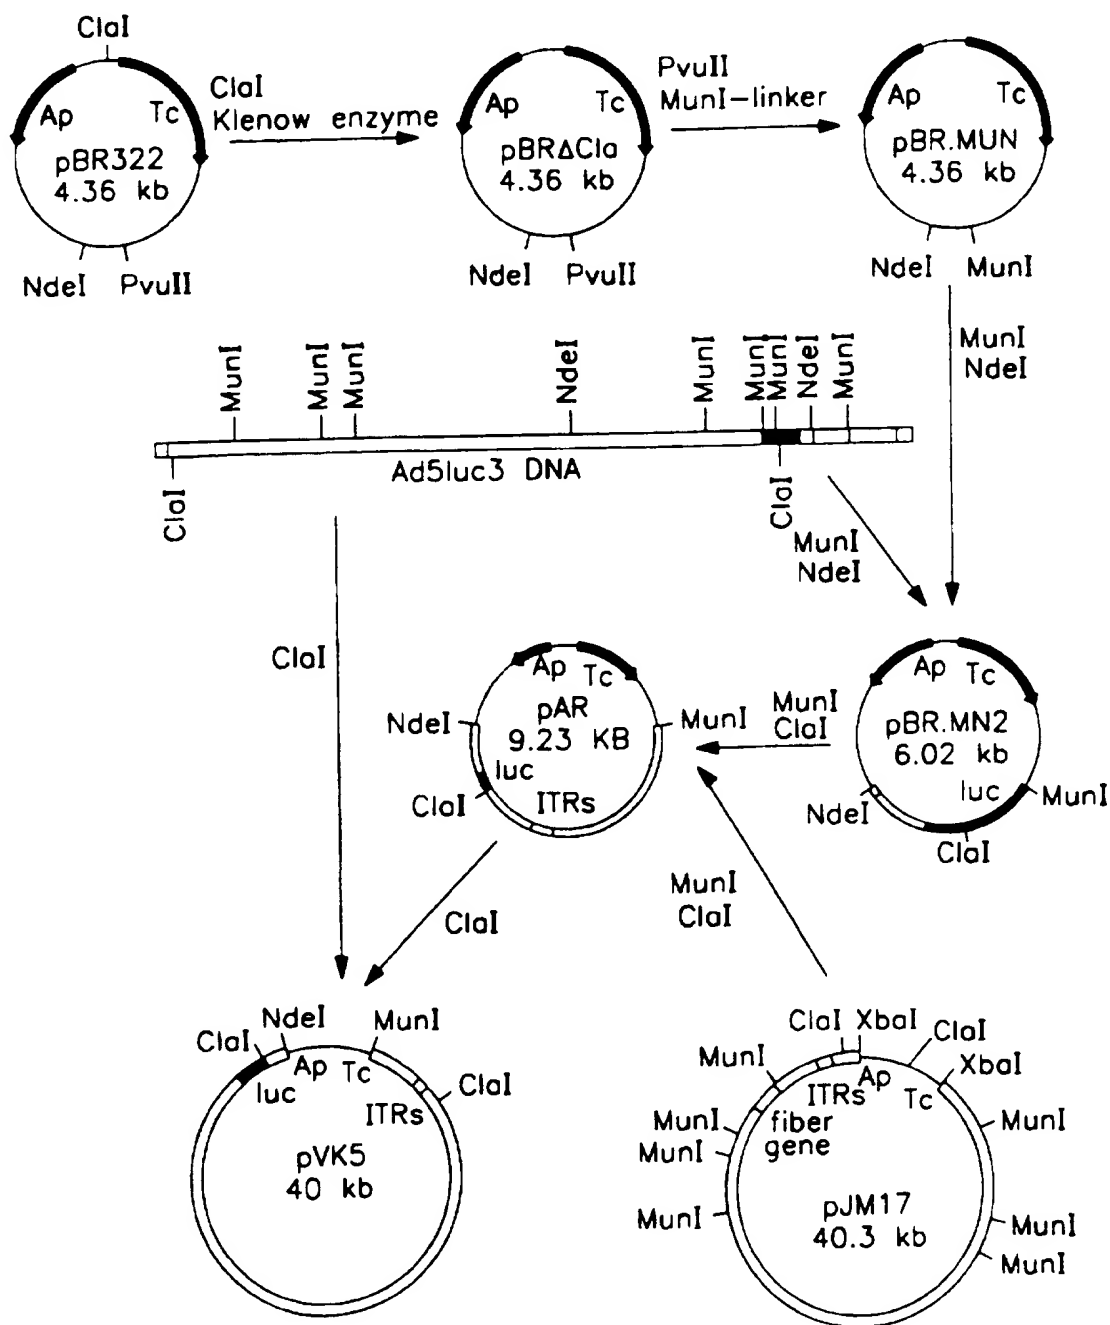 ClaI
Ap
Tc
pBR322
4.36 kb
NdeI
PvuII
ClaI
Klenow enzyme
Ap
Tc
pBRΔCla
4.36 kb
NdeI
PvuII
PvuII
MunI-linker
Ap
Tc
pBR.MUN
4.36 kb
NdeI
MunI
MunI
NdeI
MunI
MunI
MunI
NdeI
MunI
MunI
MunI
NdeI
MunI
ClaI
Ad5luc3 DNA
ClaI
MunI
NdeI
ClaI
Ap
Tc
pAR
9.23 KB
NdeI
MunI
luc
ClaI
ITRs
MunI
ClaI
Ap
Tc
pBR.MN2
6.02 kb
luc
MunI
NdeI
ClaI
ClaI
MunI
ClaI
ClaI
NdeI
MunI
luc
Ap
Tc
ClaI
ITRs
pVK5
40 kb
ClaI
XbaI
ClaI
XbaI
MunI
ITRs
Ap
Tc
MunI
fiber
gene
MunI
MunI
MunI
pJM17
40.3 kb
MunI
MunI